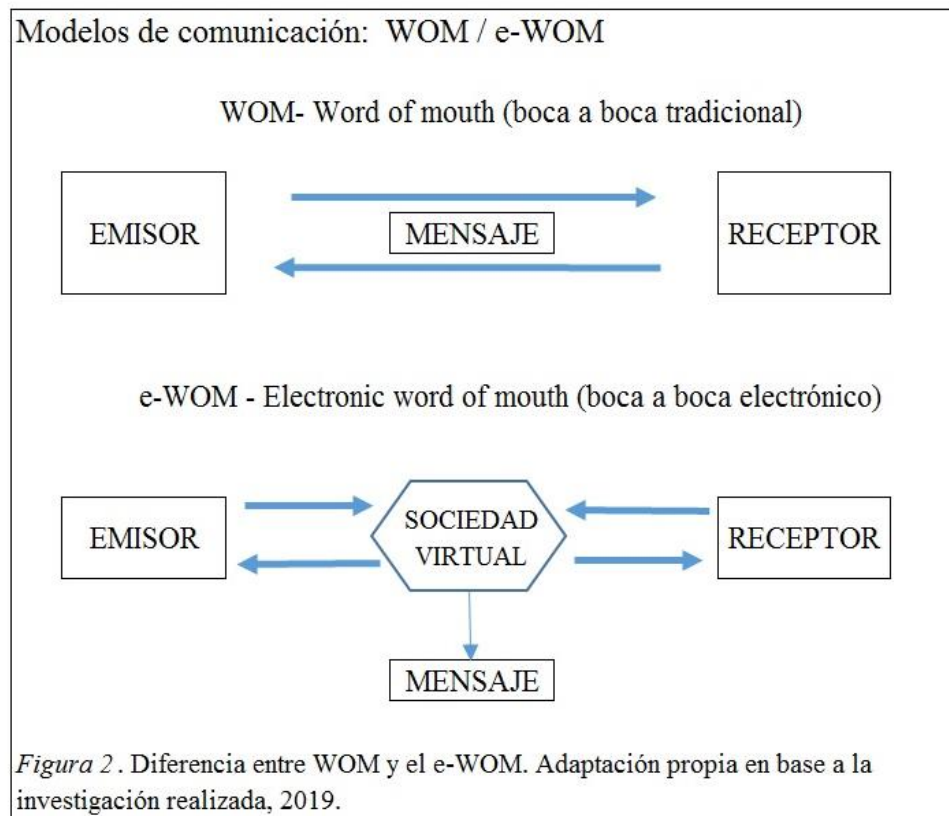 Modelos de comunicación: WOM / e-WOM
WOM- Word of mouth (boca a boca tradicional)
EMISOR
MENSAJE
RECEPTOR
e-WOM - Electronic word of mouth (boca a boca electrónico)
EMISOR
SOCIEDAD
VIRTUAL
RECEPTOR
MENSAJE
Figura 2. Diferencia entre WOM y el e-WOM. Adaptación propia en base a la
investigación realizada, 2019.